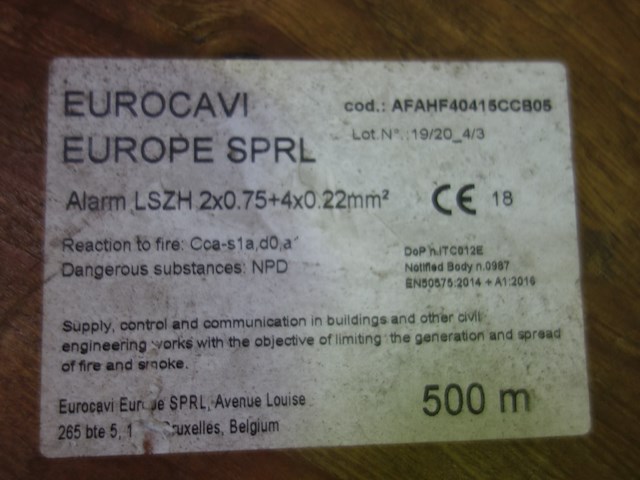 EUROCAVI
EUROPE SPRL
cod.: AFAHF40415CCB05
Lot N°.:19/20_4/3
Alarm LSZH 2x0.75+4x0.22mm²
CE 18
Reaction to fire: Cca-s1a,d0,a
Dangerous substances: NPD
DoP n.ITC012E
Notified Body n.0987
EN50575:2014 + A1:2016
Supply, control and communication in buildings and other civil
engineering works with the objective of limiting the generation and spread
of fire and smoke.
Eurocavi SPRL, Avenue Louise
265 bte 5, Belgium
500 m